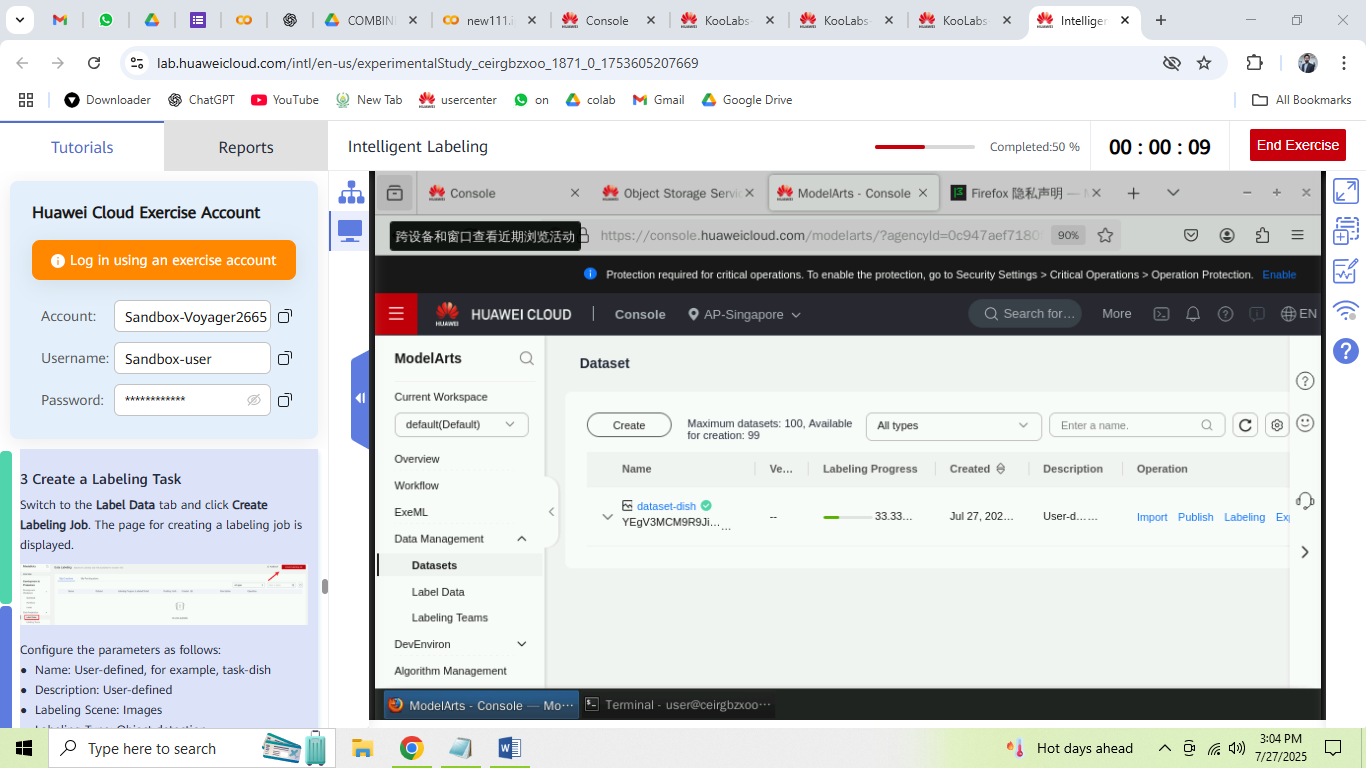 COMBIN
new111.i
Console
KooLabs
KooLabs
KooLabs
Intelliger
lab.huaweicloud.com/intl/en-us/experimentalStudy_ceirgbzxoo_1871_0_1753605207669
Downloader
ChatGPT
YouTube
New Tab
usercenter
on
colab
Gmail
Google Drive
All Bookmarks
Tutorials
Reports
Intelligent Labeling
Completed:50 %
00 : 00 : 09
End Exercise
Huawei Cloud Exercise Account
Log in using an exercise account
Account:
Sandbox-Voyager2665
Username:
Sandbox-user
Password:
************
3 Create a Labeling Task
Switch to the Label Data tab and click Create
Labeling Job. The page for creating a labeling job is
displayed.
Configure the parameters as follows:
● Name: User-defined, for example, task-dish
● Description: User-defined
● Labeling Scene: Images
Console
Object Storage Servic
ModelArts - Console
Firefox 隐私声明 —
跨设备和窗口查看近期浏览活动
https://console.huaweicloud.com/modelarts/?agencyId=0c947aef7180
90%
Protection required for critical operations. To enable the protection, go to Security Settings > Critical Operations > Operation Protection.
Enable
HUAWEI
HUAWEI CLOUD
Console
AP-Singapore
Search for...
More
EN
ModelArts
Current Workspace
default(Default)
Overview
Workflow
ExeML
Data Management
Datasets
Label Data
Labeling Teams
DevEnviron
Algorithm Management
Dataset
Create
Maximum datasets: 100, Available
for creation: 99
All types
Enter a name.
Name
Ve...
Labeling Progress
Created
Description
Operation
dataset-dish
YEgV3MCM9R9Ji...
--
33.33...
Jul 27, 202...
User-d... ...
Import
Publish
Labeling
Exp
ModelArts - Console — Mo···
Terminal - user@ceirgbzxoo···
Type here to search
Hot days ahead
3:04 PM
7/27/2025